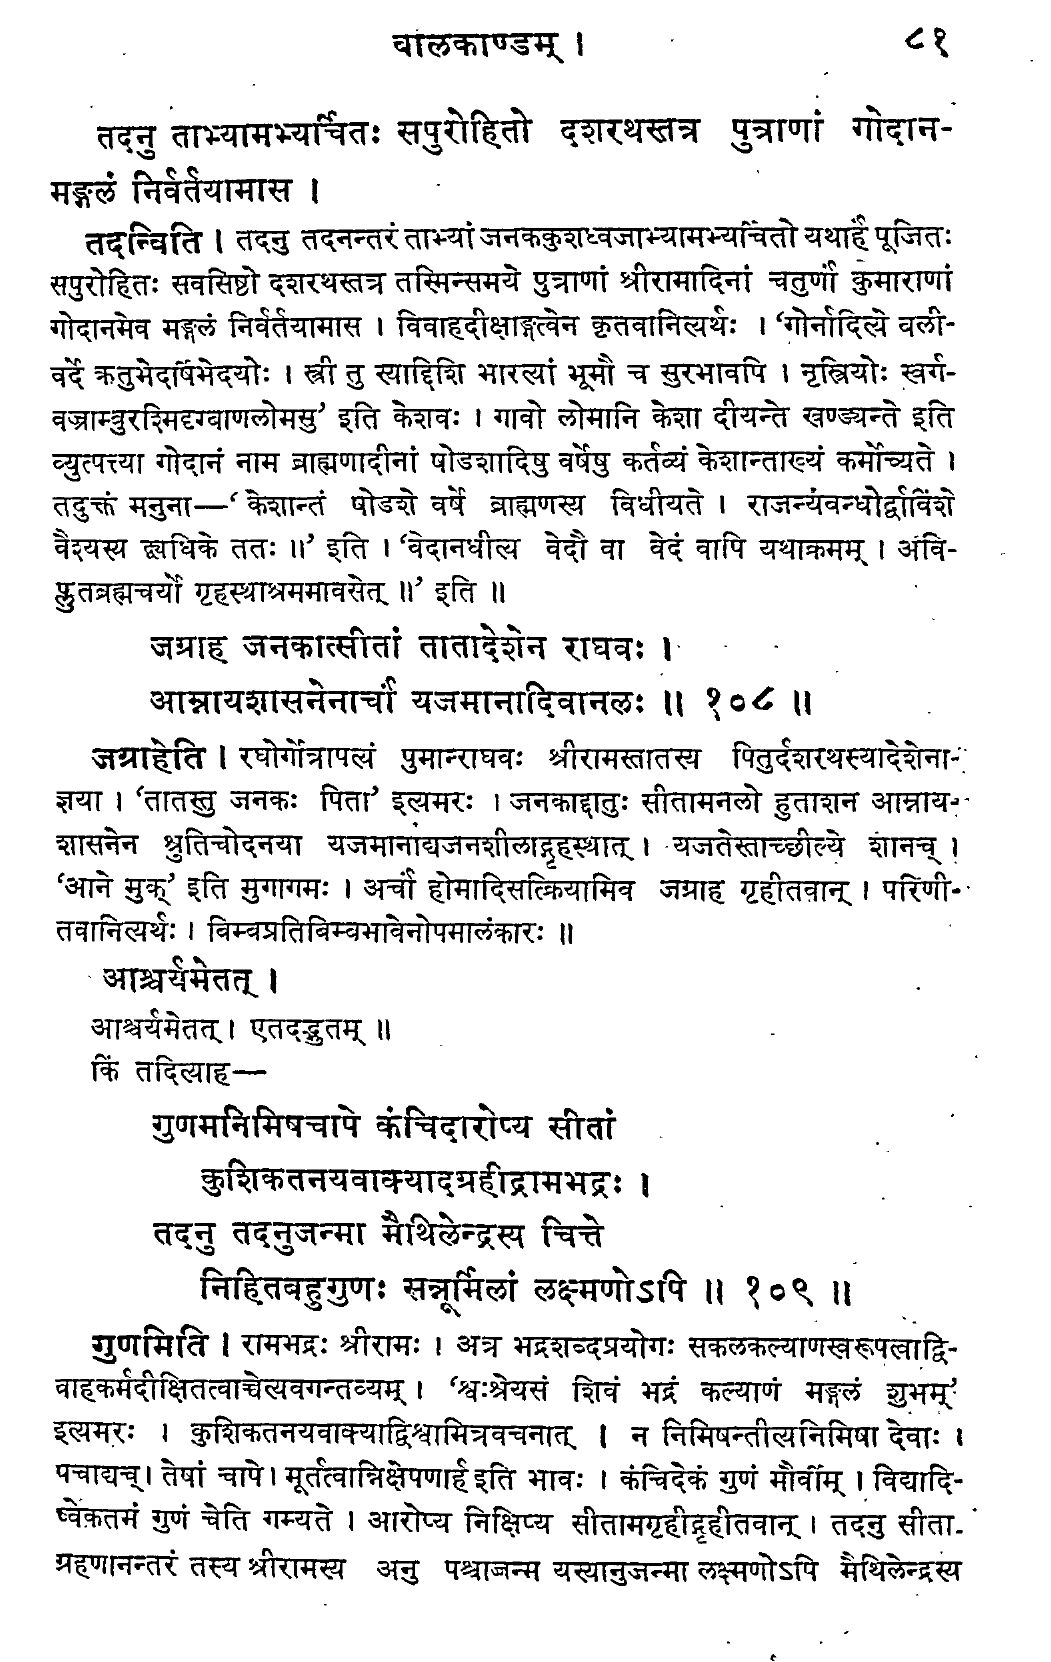 वालकाण्डम् । ८१
तदनु ताभ्यामभ्यर्चितः सपुरोहितो दशरथस्तत्र पुत्राणां गोदान-
मङ्गलं निर्वर्तयामास ।
तदन्विति । तदनु तदनन्तरं ताभ्यां जनककुशध्वजाभ्यामभ्यर्चितो यथार्हं पूजितः
सपुरोहितः सवसिष्ठो दशरथस्तत्र तस्मिन्समये पुत्राणां श्रीरामादिनां चतुर्णां कुमाराणां
गोदानमेव मङ्गलं निर्वर्तयामास । विवाहदीक्षाङ्गत्वेन कृतवानित्यर्थः । ‘गोर्नादित्ये वली-
वर्दे ऋतुभेदर्षिभेदयोः । स्त्री तु स्याद्दिशि भारत्यां भूमौ च सुरभावपि । नृस्त्रियोः स्वर्ग-
वज्राम्बुरश्मिदृग्बाणलोमसु’ इति केशवः । गावो लोमानि केशा दीयन्ते खण्ड्यन्ते इति
व्युत्पत्त्या गोदानं नाम ब्राह्मणादीनां षोडशादिषु वर्षेषु कर्तव्यं केशान्ताख्यं कर्मोच्यते ।
तदुक्तं मनुना—‘केशान्तं षोडशे वर्षे ब्राह्मणस्य विधीयते । राजन्यंवन्धोर्द्वाविंशे
वैश्यस्य द्व्यधिके ततः ॥’ इति । ‘वेदानधीत्य वेदौ वा वेदं वापि यथाक्रमम् । अवि-
प्लुतब्रह्मचर्यो गृहस्थाश्रममावसेत् ॥’ इति ॥
जग्राह जनकात्सीतां तातादेशेन राघवः ।
आम्नायशासनेनार्चां यजमानादिवानलः ॥ १०८ ॥
जग्राहेति । रघोर्गोत्रापत्यं पुमान्राघवः श्रीरामस्तातस्य पितुर्दशरथस्यादेशेना-
ज्ञया । ‘तातस्तु जनकः पिता’ इत्यमरः । जनकाद्दातुः सीतामनलो हुताशन आम्नाय-
शासनेन श्रुतिचोदनया यजमानाद्यजनशीलाद्गृहस्थात् । यजतेस्ताच्छील्ये शानच् ।
‘आने मुक्’ इति मुगागमः । अर्चां होमादिसत्क्रियामिव जग्राह गृहीतवान् । परिणी-
तवानित्यर्थः । विम्वप्रतिविम्वभावेनोपमालंकारः ॥
आश्चर्यमेतत् ।
आश्चर्यमेतत् । एतदद्भुतम् ॥
किं तदित्याह—
गुणमनिमिषचापे कंचिदारोप्य सीतां
कुशिकतनयवाक्यादग्रहीद्रामभद्रः ।
तदनु तदनुजन्मा मैथिलेन्द्रस्य चित्ते
निहितबहुगुणः सन्नूर्मिलां लक्ष्मणोऽपि ॥ १०९ ॥
गुणमिति । रामभद्रः श्रीरामः । अत्र भद्रशब्दप्रयोगः सकलकल्याणस्वरूपत्वाद्वि-
वाहकर्मदीक्षितत्वाच्चेत्यवगन्तव्यम् । ‘श्वःश्रेयसं शिवं भद्रं कल्याणं मङ्गलं शुभम्’
इत्यमरः । कुशिकतनयवाक्याद्विश्वामित्रवचनात् । न निमिषन्तीत्यनिमिषा देवाः ।
पचाद्यच् । तेषां चापे । मूर्तत्वान्निक्षेपणार्ह इति भावः । कंचिदेकं गुणं मौर्वीम् । विद्यादि-
ष्वेकतमं गुणं चेति गम्यते । आरोप्य निक्षिप्य सीतामगृहीद्गृहीतवान् । तदनु सीता-
ग्रहणानन्तरं तस्य श्रीरामस्य अनु पश्चाज्जन्म यस्यानुजन्मा लक्ष्मणोऽपि मैथिलेन्द्रस्य